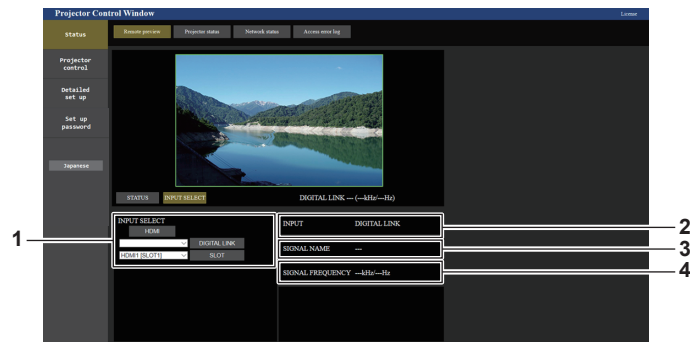 Projector Control Window
License
Status
Remote preview
Projector status
Network status
Access error log
Projector
control
Detailed
set up
Set up
password
Japanese
STATUS
INPUT SELECT
DIGITAL LINK --- (---kHz/---Hz)
1
INPUT SELECT
HDMI
DIGITAL LINK
HDMI1 [SLOT1]
SLOT
INPUT DIGITAL LINK
2
SIGNAL NAME ---
3
SIGNAL FREQUENCY ---kHz/---Hz
4